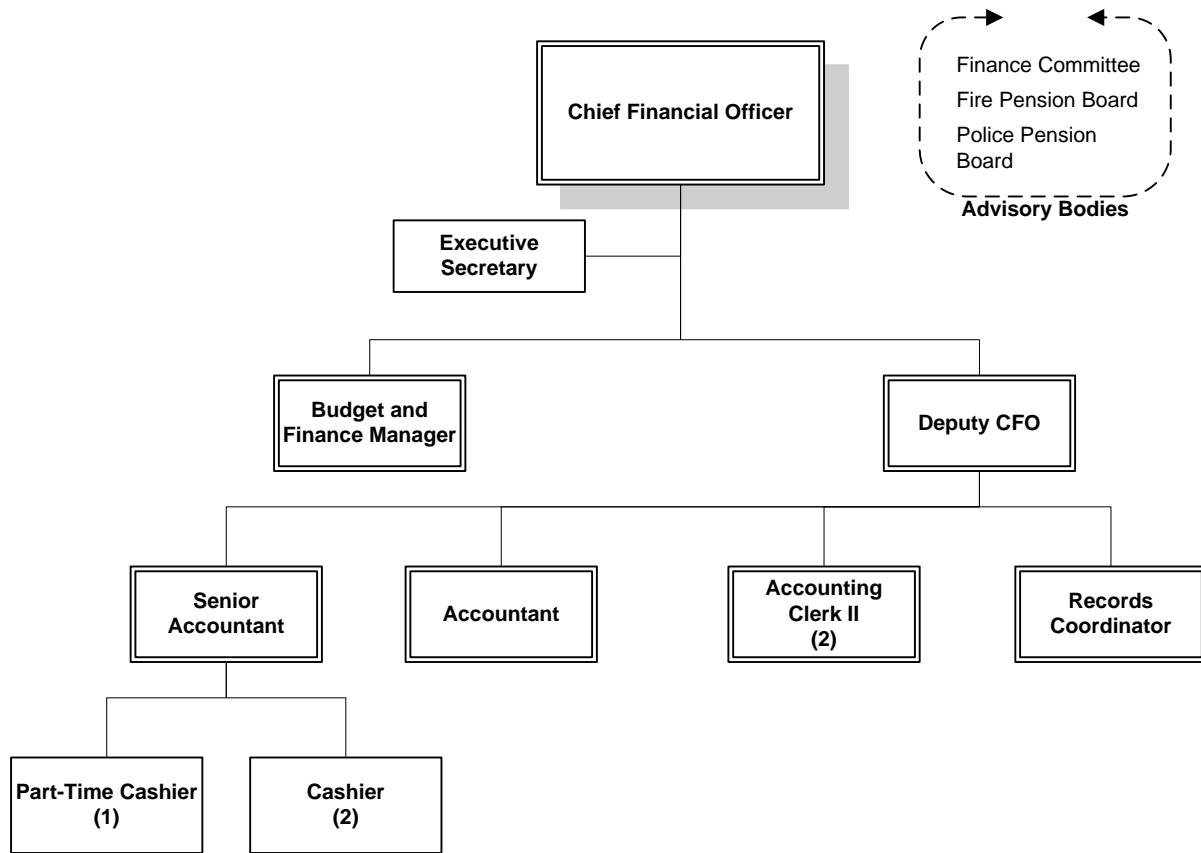 Chief Financial Officer
Finance Committee
Fire Pension Board
Police Pension
Board
Advisory Bodies
Executive
Secretary
Budget and
Finance Manager
Deputy CFO
Senior
Accountant
Accountant
Accounting
Clerk II
(2)
Records
Coordinator
Part-Time Cashier
(1)
Cashier
(2)